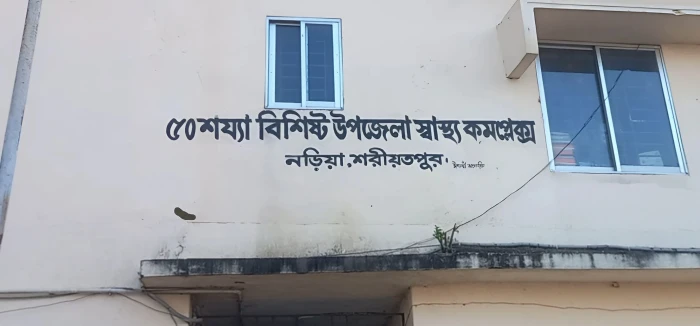 ৫০ শয্যা বিশিষ্ট উপজেলা স্বাস্থ্য কমপ্লেক্স
নড়িয়া, শরীয়তপুর।